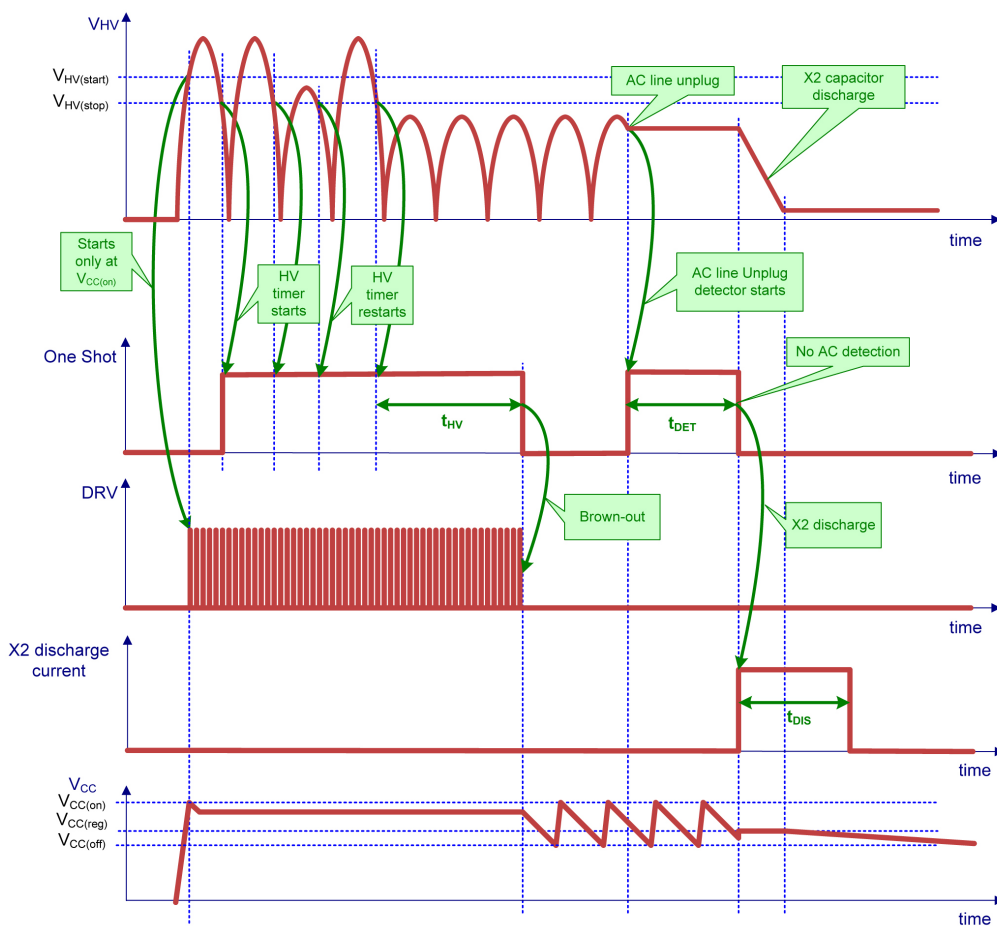 VHV
VHV(start)
VHV(stop)
AC line unplug
X2 capacitor
discharge
time
Starts
only at
VCC(on)
HV
timer
starts
HV
timer
restarts
AC line Unplug
detector starts
One Shot
No AC detection
tHV
tDET
time
DRV
Brown-out
X2 discharge
time
X2 discharge
current
tDIS
time
VCC
VCC(on)
VCC(reg)
VCC(off)
time